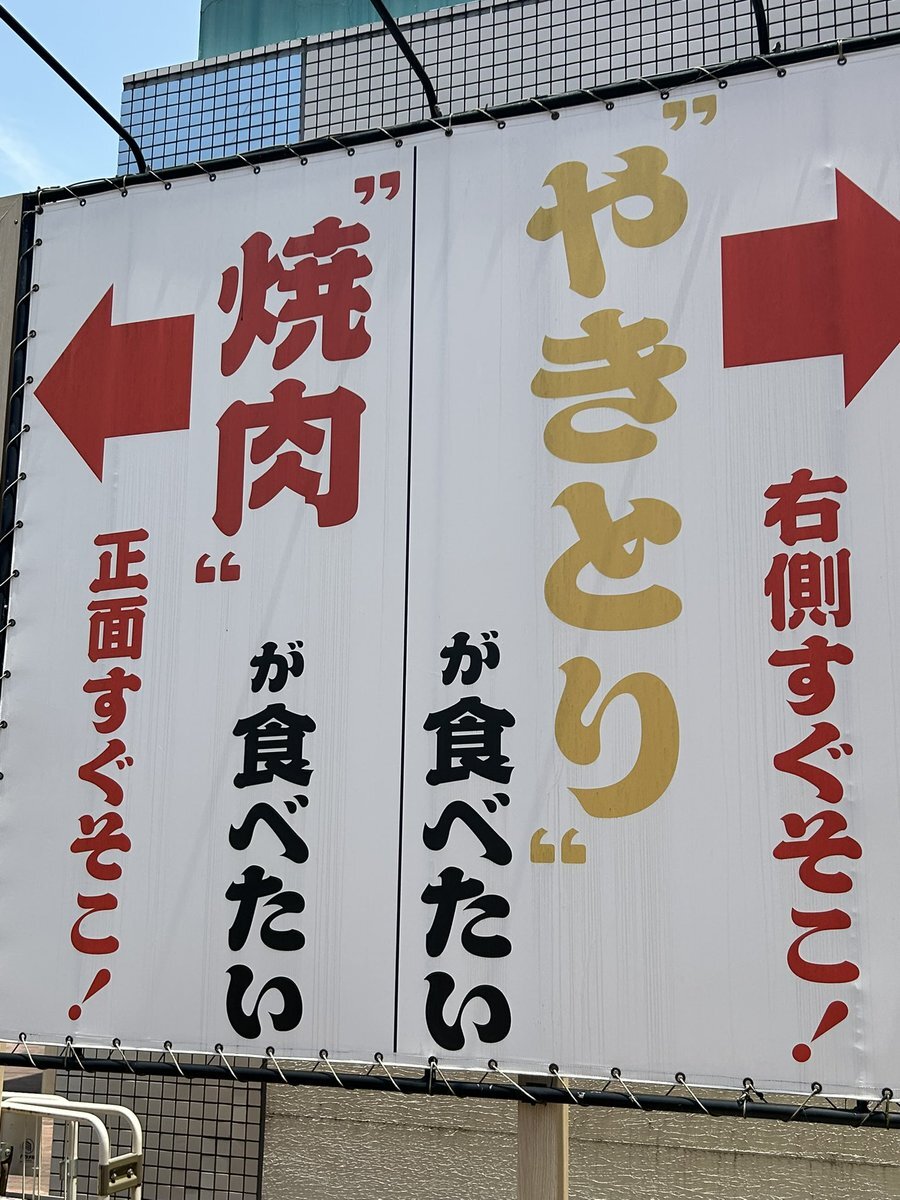 右側すぐそこ！
”やきとり“
が食べたい
”焼肉“
が食べたい
正面すぐそこ！